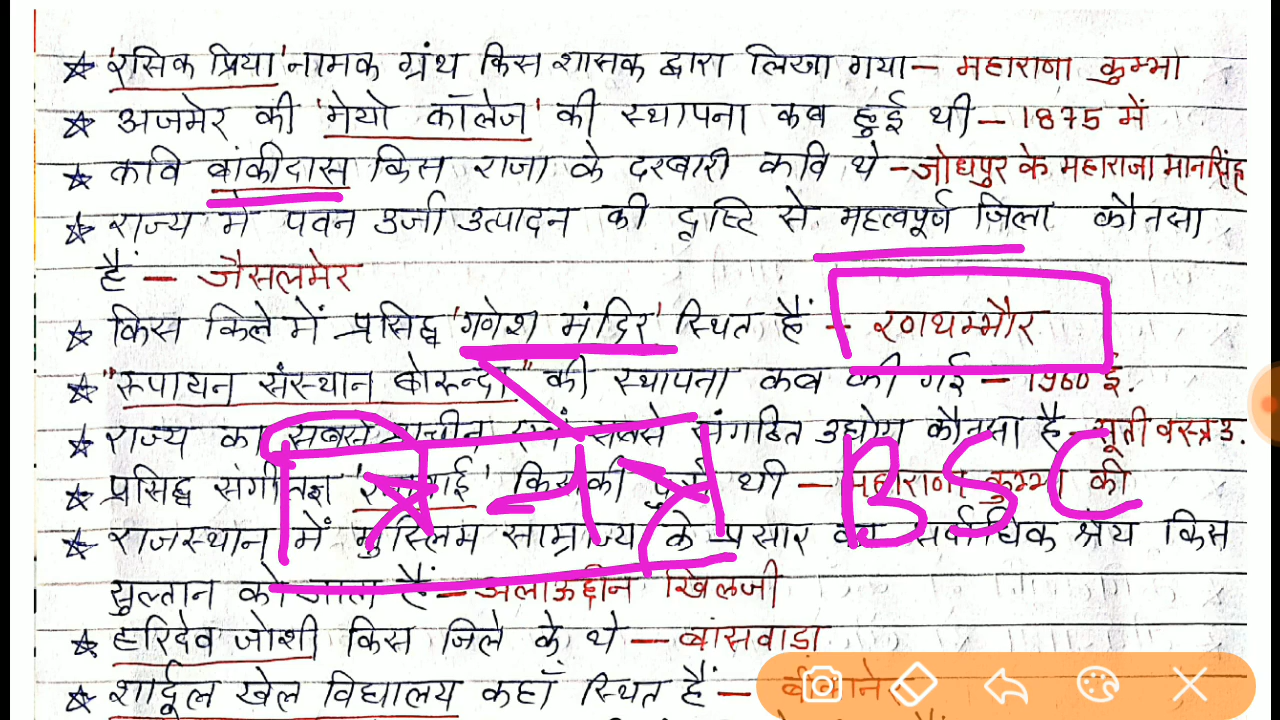 ☆ 'रसिक प्रिया' नामक ग्रंथ किस शासक द्वारा लिखा गया – महाराणा कुम्भा
☆ अजमेर की 'मेयो कॉलेज' की स्थापना कब हुई थी – 1875 में
☆ कवि बांकीदास किस राजा के दरबारी कवि थे – जोधपुर के महाराजा मानसिंह
☆ राज्य में पवन उर्जा उत्पादन की दृष्टि से महत्वपूर्ण जिला कौनसा
हैं – जैसलमेर
☆ किस किले में प्रसिद्ध 'गणेश मंदिर' स्थित हैं – रणथम्भौर
☆ "रूपायन संस्थान बोरून्दा" की स्थापना कब की गई – 1960 ई.
☆ राज्य का सबसे प्राचीन एवं सबसे संगठित उद्योग कौनसा है – सूती वस्त्र उ.
☆ प्रसिद्ध संगीतज्ञ किसकी पुत्री थी – महाराणा कुम्भा की
BSC
☆ राजस्थान में मुस्लिम साम्राज्य के प्रसार का सर्वाधिक श्रेय किस
सुल्तान को जाता हैं – अलाऊद्दीन खिलजी
☆ हरिदेव जोशी किस जिले के थे – बांसवाडा
☆ शार्दूल खेल विद्यालय कहाँ स्थित हैं –